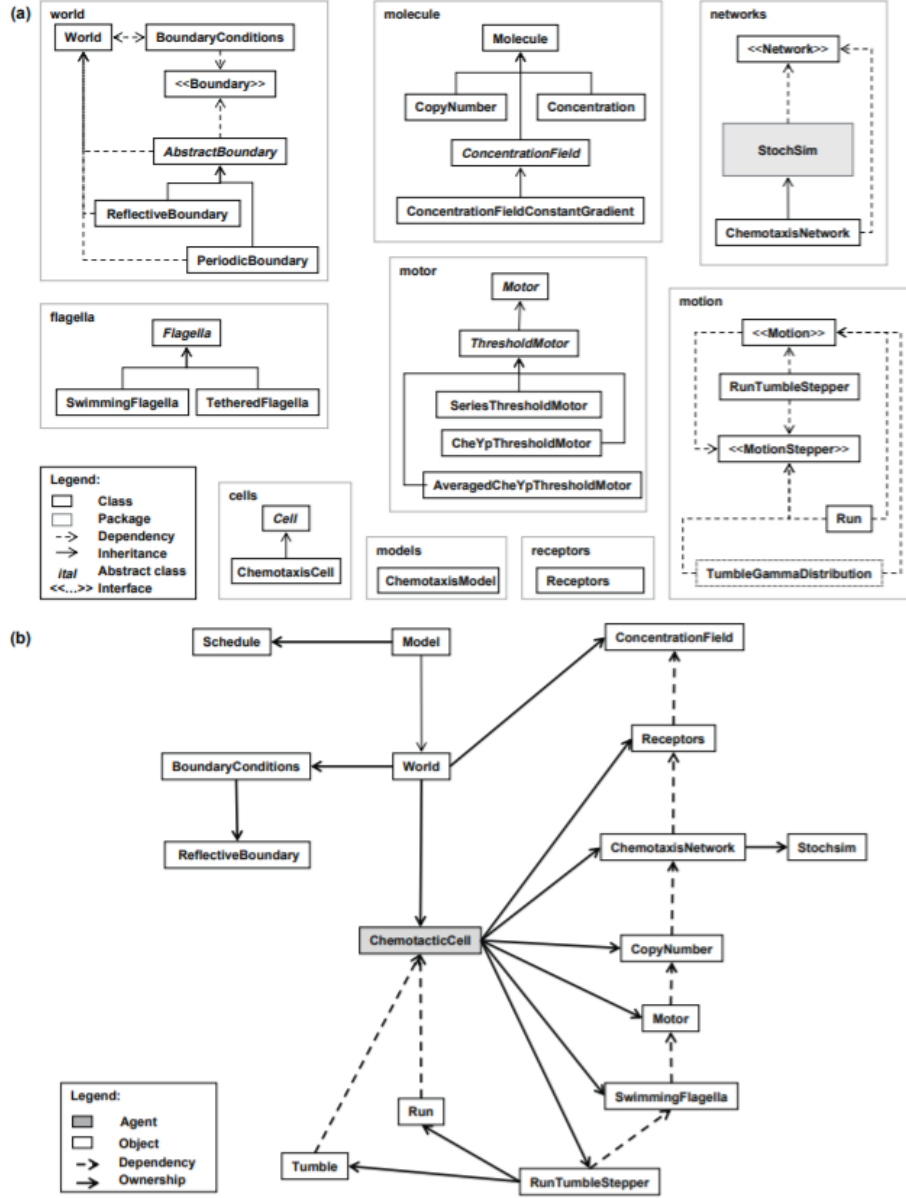 (a)
world
World
BoundaryConditions
<<Boundary>>
AbstractBoundary
ReflectiveBoundary
PeriodicBoundary
molecule
Molecule
CopyNumber
Concentration
ConcentrationField
ConcentrationFieldConstantGradient
networks
<<Network>>
StochSim
ChemotaxisNetwork
flagella
Flagella
SwimmingFlagella
TetheredFlagella
motor
Motor
ThresholdMotor
SeriesThresholdMotor
CheYpThresholdMotor
AveragedCheYpThresholdMotor
motion
<<Motion>>
RunTumbleStepper
<<MotionStepper>>
Run
TumbleGammaDistribution
Legend:
Class
Package
Dependency
Inheritance
ital Abstract class
<<...>> Interface
cells
Cell
ChemotaxisCell
models
ChemotaxisModel
receptors
Receptors
(b)
Schedule
Model
ConcentrationField
Receptors
BoundaryConditions
World
ReflectiveBoundary
ChemotaxisNetwork
Stochsim
ChemotacticCell
CopyNumber
Motor
SwimmingFlagella
Run
Tumble
RunTumbleStepper
Legend:
Agent
Object
Dependency
Ownership